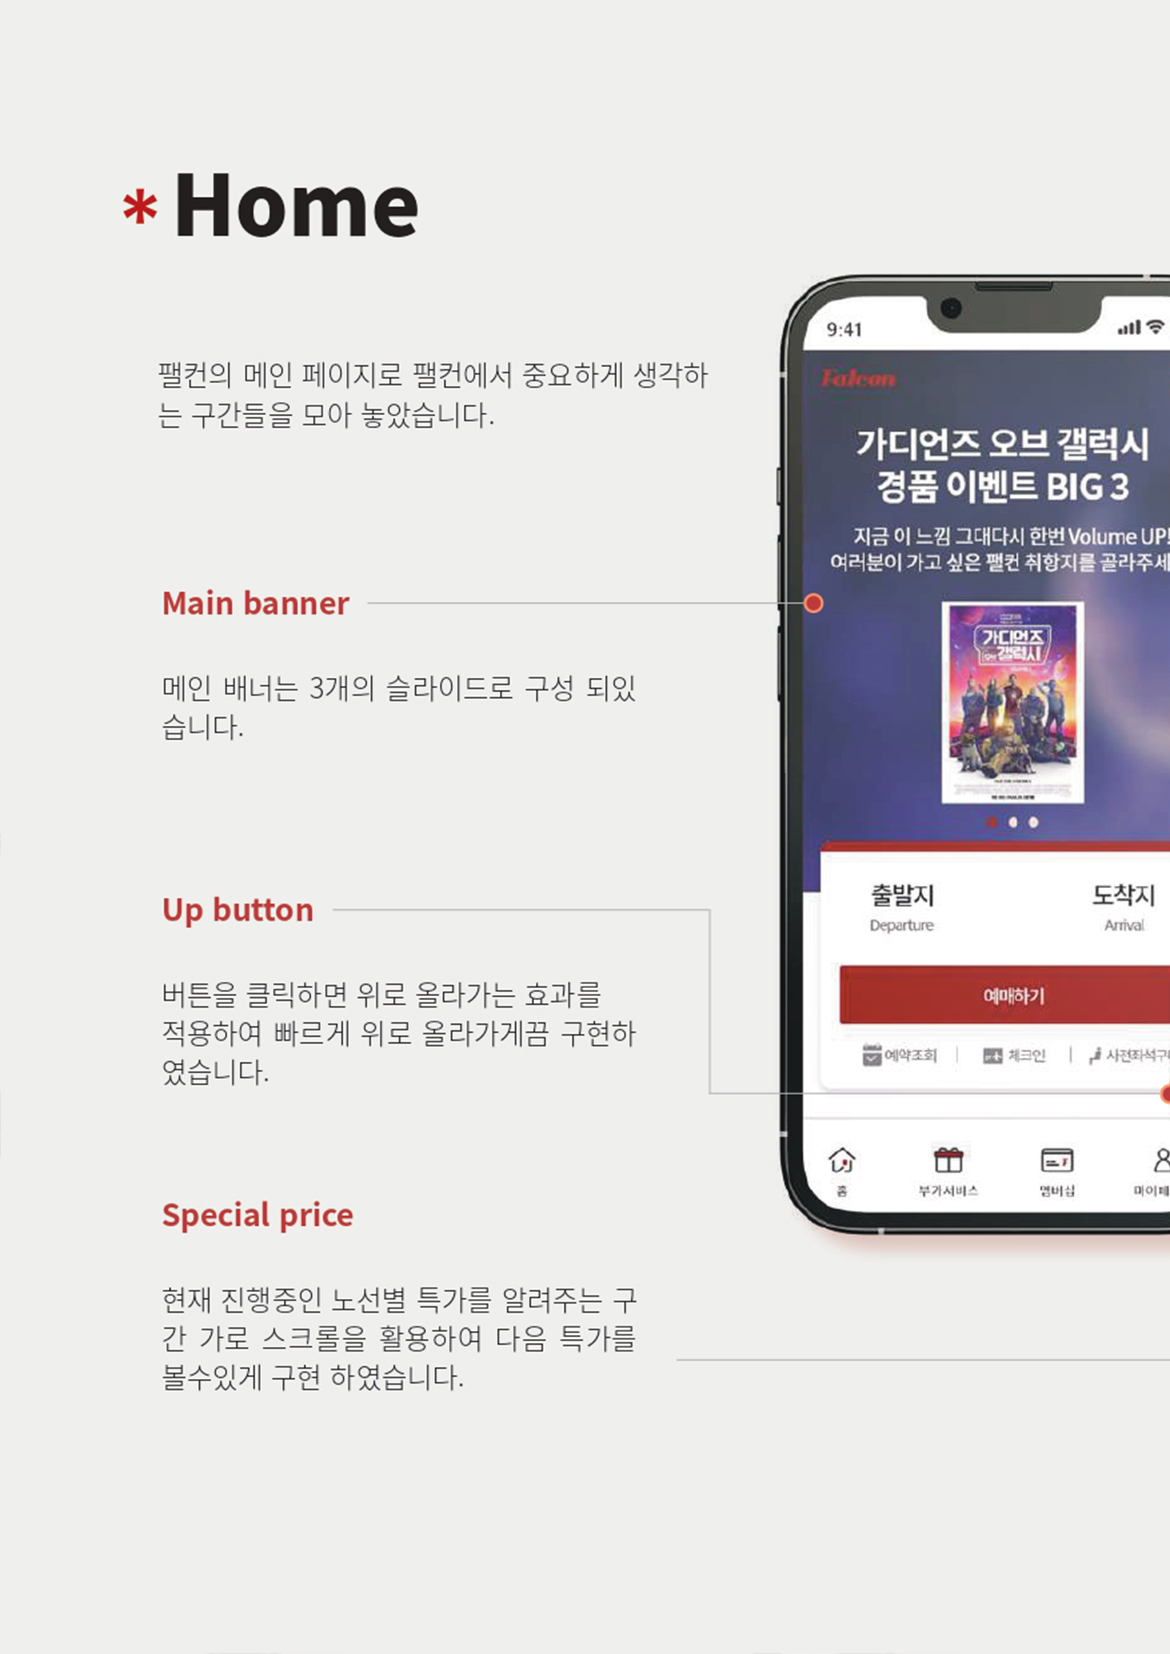 * Home
팰컨의 메인 페이지로 팰컨에서 중요하게 생각하
는 구간들을 모아 놓았습니다.
Main banner
메인 배너는 3개의 슬라이드로 구성 되있
습니다.
Up button
버튼을 클릭하면 위로 올라가는 효과를
적용하여 빠르게 위로 올라가게끔 구현하
였습니다.
Special price
현재 진행중인 노선별 특가를 알려주는 구
간 가로 스크롤을 활용하여 다음 특가를
볼수있게 구현 하였습니다.
9:41
Falcon
가디언즈 오브 갤럭시
경품 이벤트 BIG 3
지금 이 느낌 그대다시 한번 Volume UP!
여러분이 가고 싶은 팰컨 취항지를 골라주세
가디언즈
갤럭시
출발지 도착지
Departure Arrival
예매하기
예약조회 체크인 사전좌석구
홈 부가서비스 멤버십 마이페